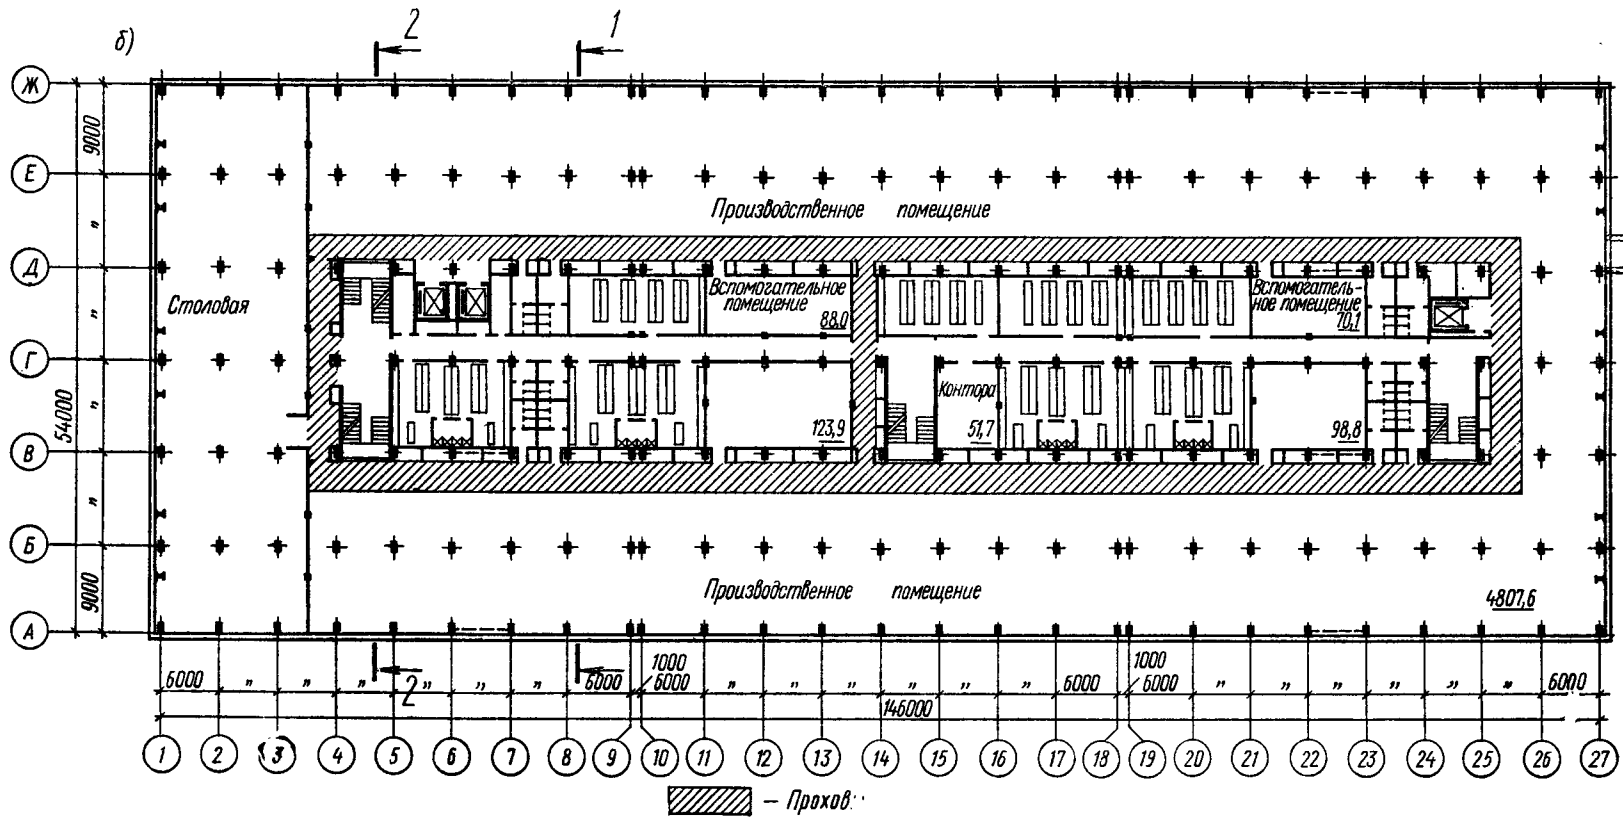 б)
2
1
Ж
Е
Д
Г
В
Б
А
9000
"
"
"
"
9000
54000
Производственное помещение
Столовая
Вспомогательное
помещение
88,0
Вспомогатель-
ное помещение
70,1
Контора
51,7
123,9
98,8
Производственное помещение
4807,6
2
6000 " " " " " " 6000 1000 6000 " " " " " " 6000 1000 6000 " " " " " " 6000
146000
1 2 3 4 5 6 7 8 9 10 11 12 13 14 15 16 17 18 19 20 21 22 23 24 25 26 27
— Проход.